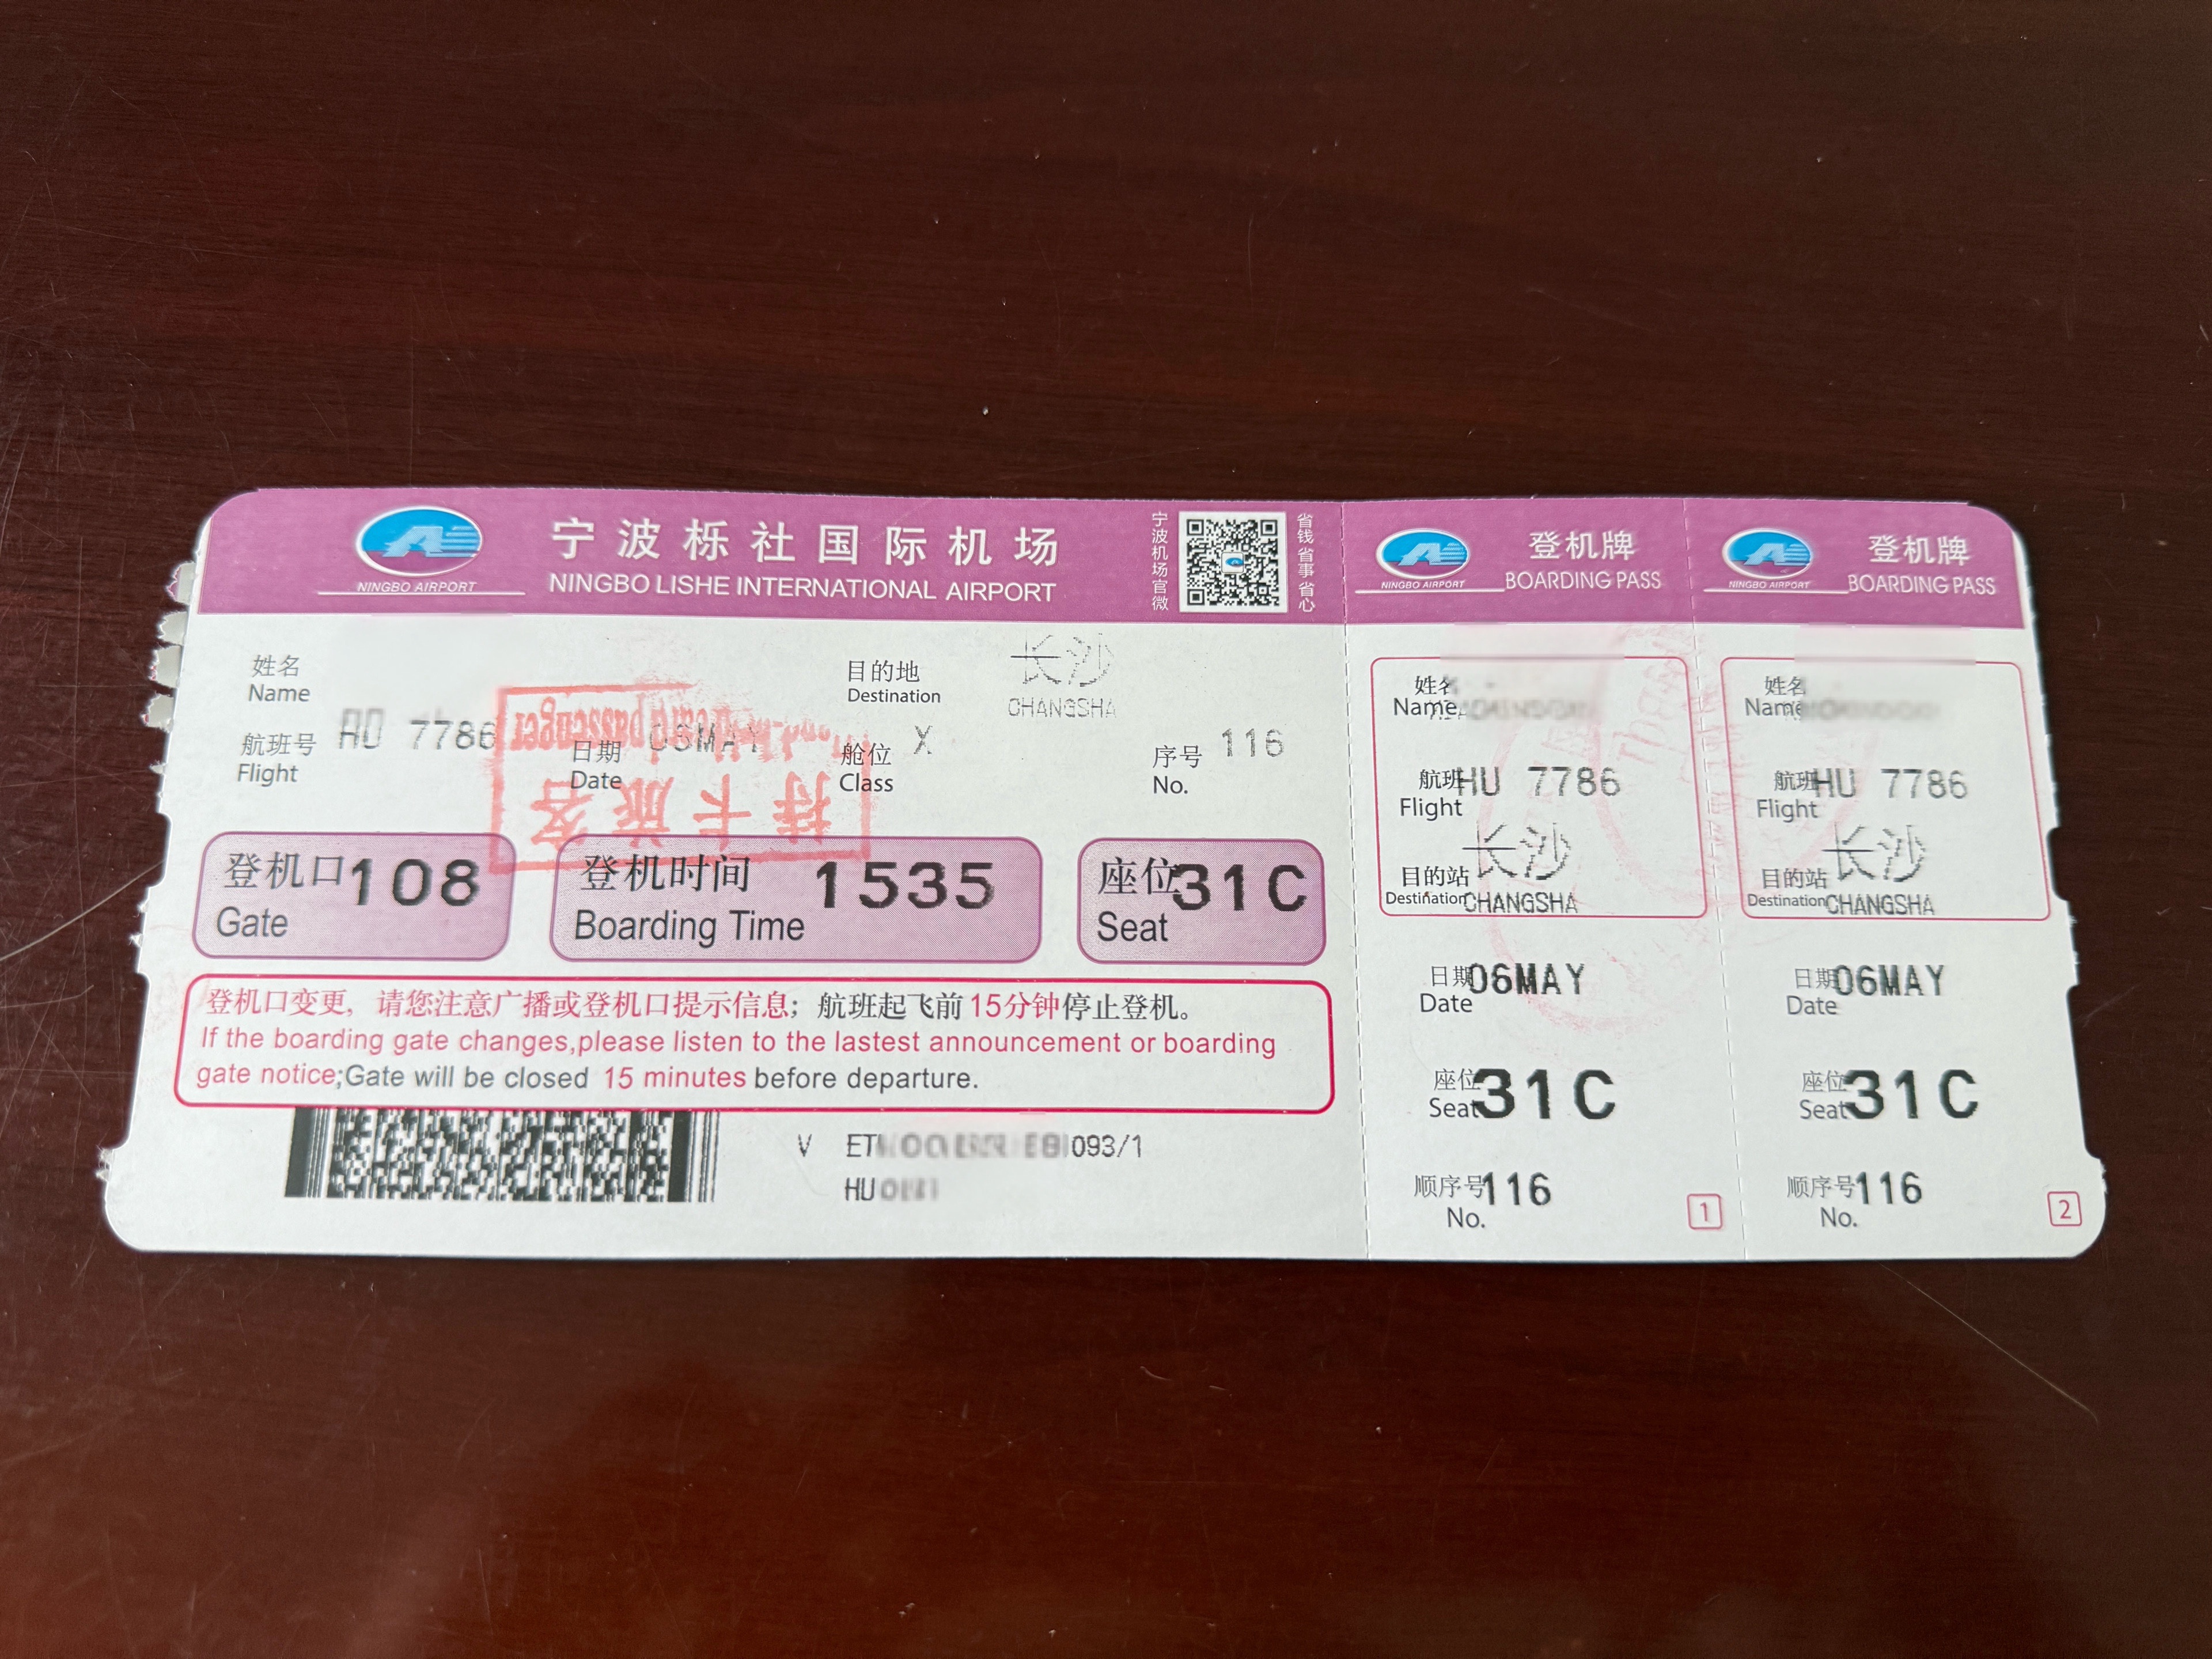 NINGBO AIRPORT
宁波栎社国际机场
NINGBO LISHE INTERNATIONAL AIRPORT
宁波机场官微
省钱 省事 省心
姓名
Name
目的地 长沙
Destination CHANGSHA
航班号 7786
Flight
日期 06MAY
Date
舱位 X
Class
序号 116
No.
持卡旅客
登机口 108
Gate
登机时间 1535
Boarding Time
座位 31C
Seat
登机口变更，请您注意广播或登机口提示信息；航班起飞前15分钟停止登机。
If the boarding gate changes,please listen to the lastest announcement or boarding
gate notice;Gate will be closed 15 minutes before departure.
V ET 093/1
HU
NINGBO AIRPORT
登机牌
BOARDING PASS
姓名
Name
航班 HU 7786
Flight
目的站 长沙
Destination CHANGSHA
日期 06MAY
Date
座位 31C
Seat
顺序号 116
No.
1
NINGBO AIRPORT
登机牌
BOARDING PASS
姓名
Name
航班 HU 7786
Flight
目的站 长沙
Destination CHANGSHA
日期 06MAY
Date
座位 31C
Seat
顺序号 116
No.
2